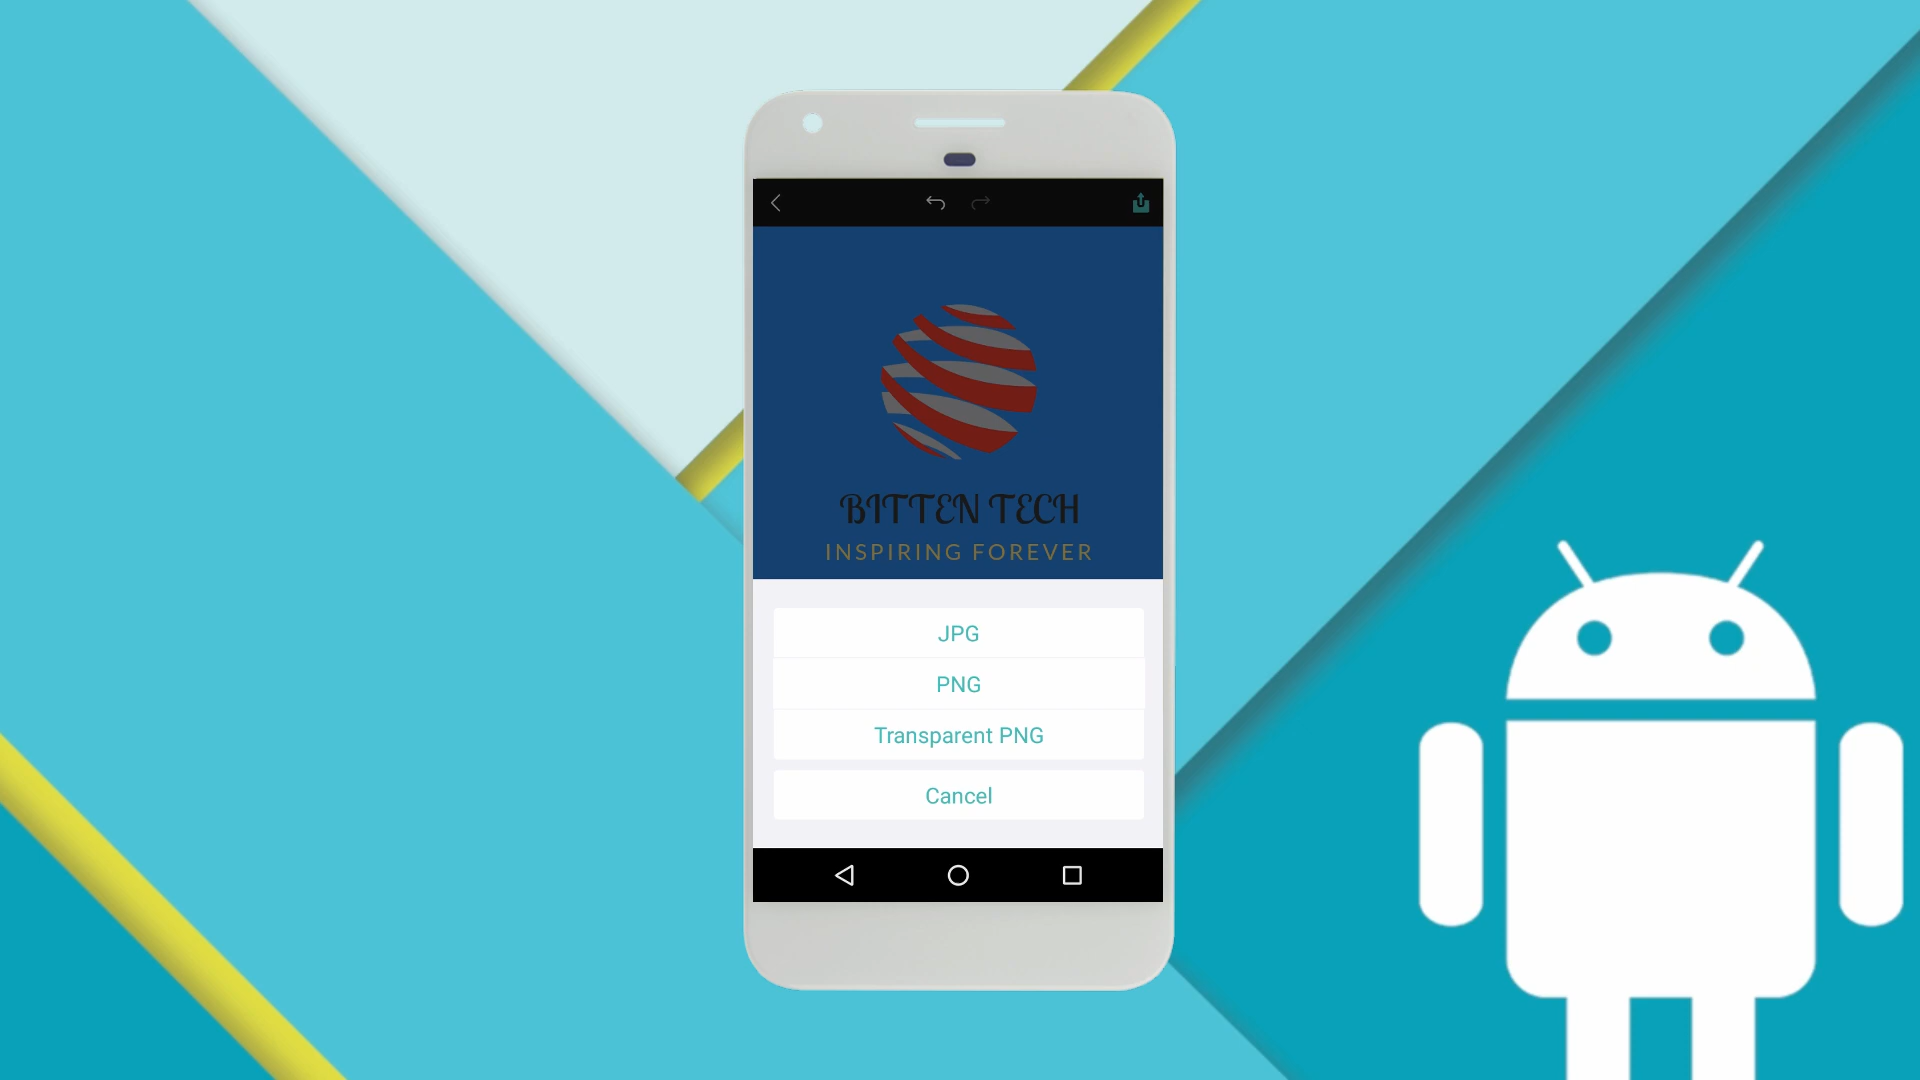 BITTEN TECH
INSPIRING FOREVER
JPG
PNG
Transparent PNG
Cancel